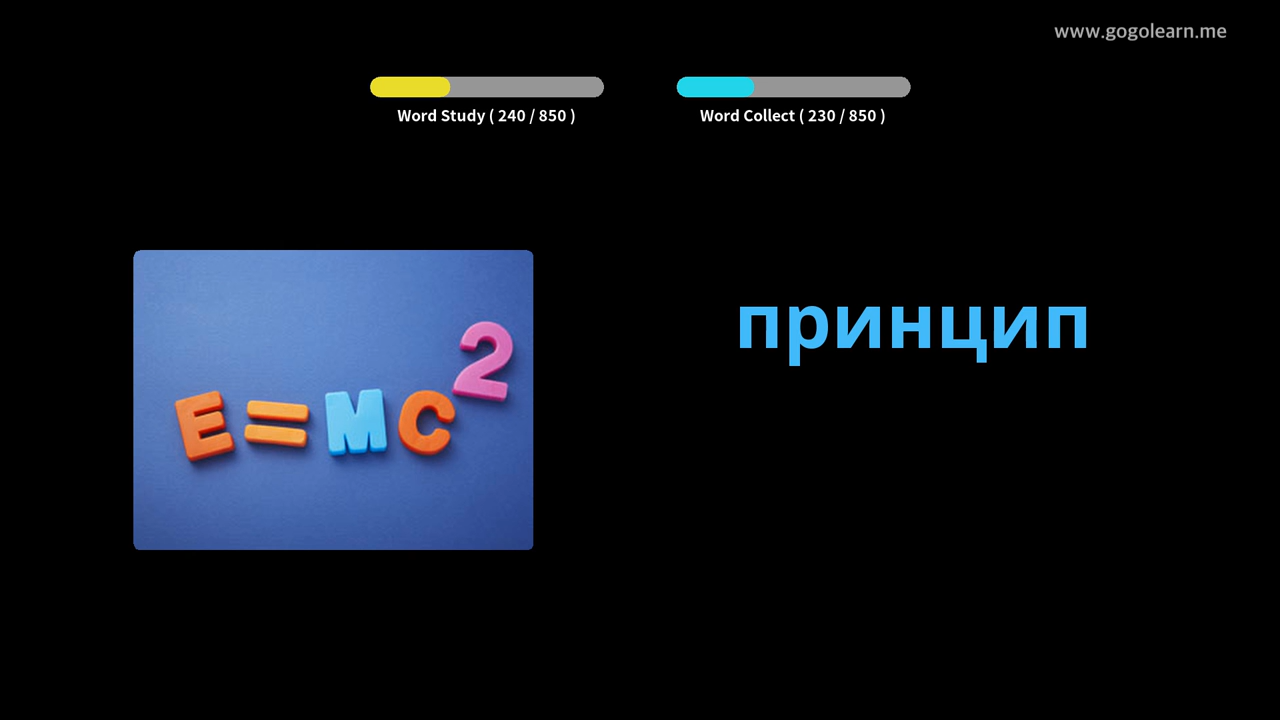 www.gogolearn.me
Word Study ( 240 / 850 )
Word Collect ( 230 / 850 )
принцип
E=MC²